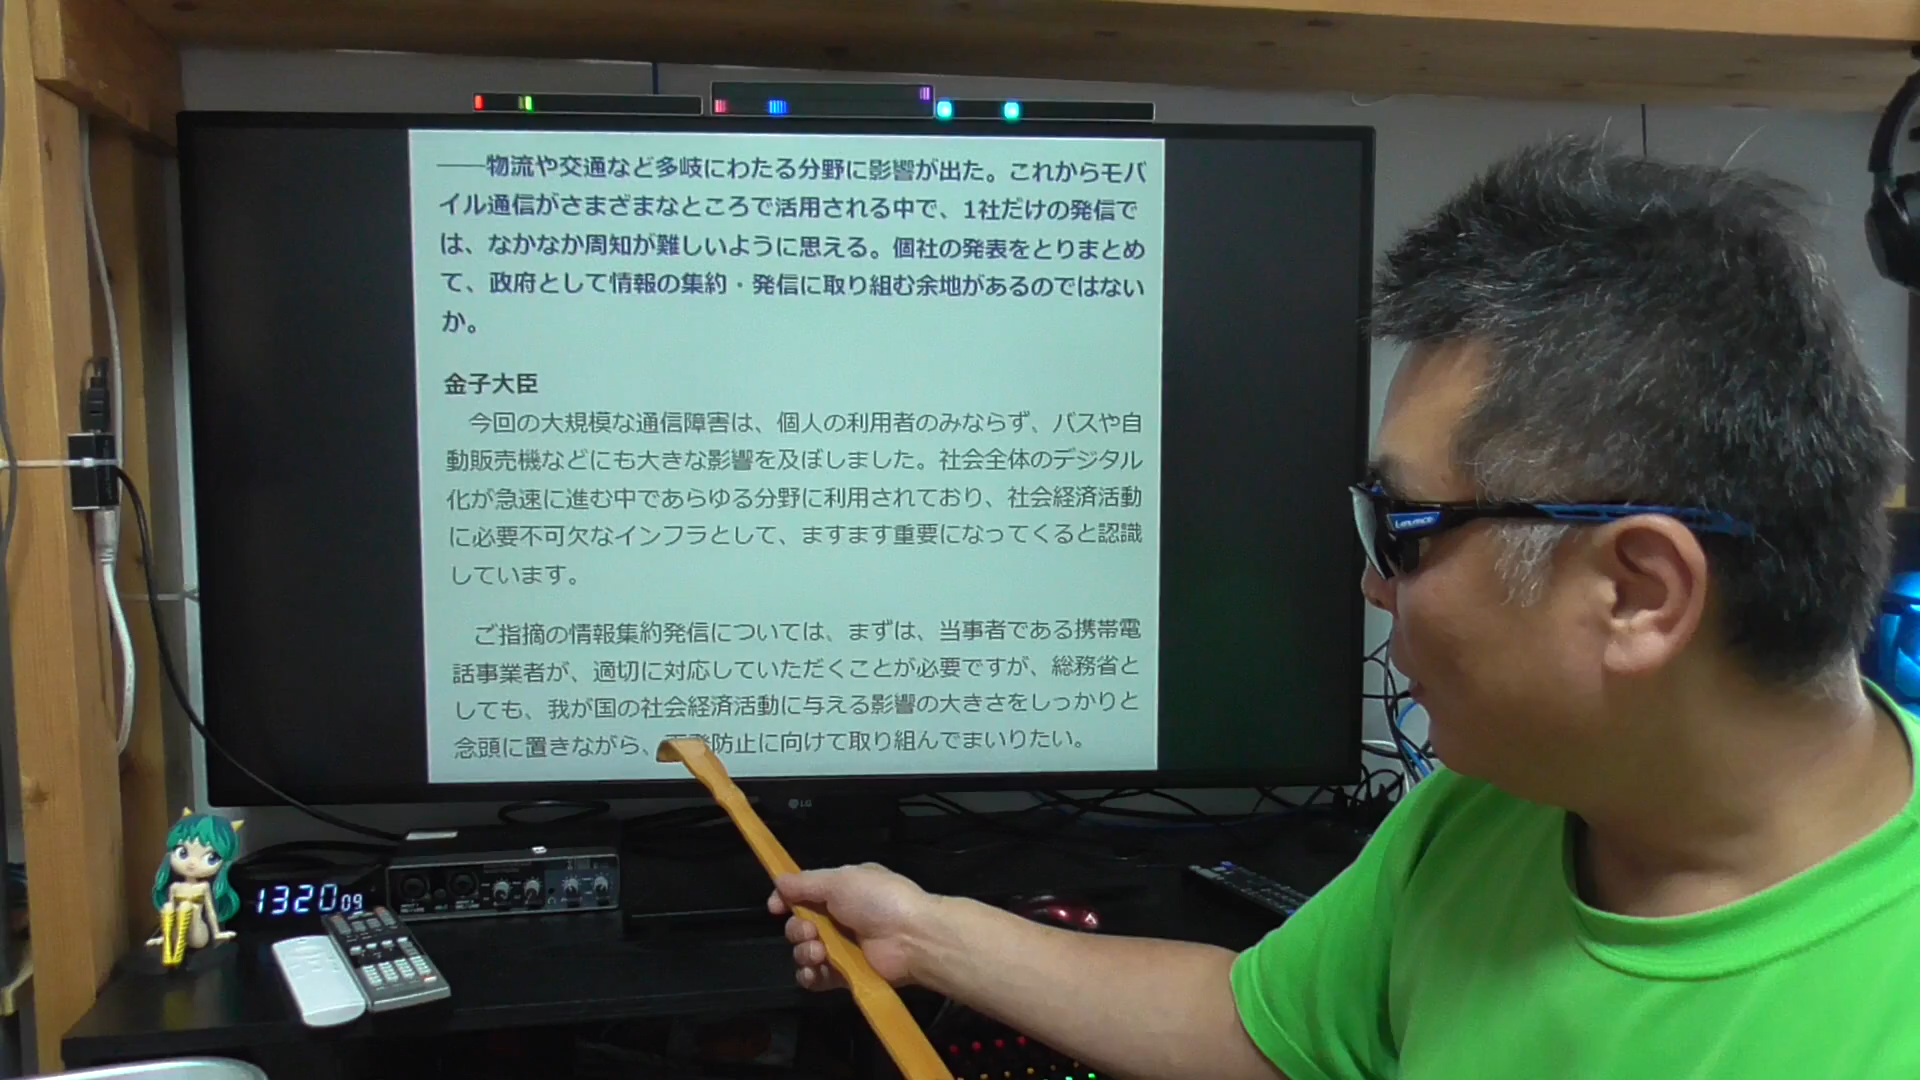 ──物流や交通など多岐にわたる分野に影響が出た。これからモバ
イル通信がさまざまなところで活用される中で、1社だけの発信で
は、なかなか周知が難しいように思える。個社の発表をとりまとめ
て、政府として情報の集約・発信に取り組む余地があるのではない
か。
金子大臣
今回の大規模な通信障害は、個人の利用者のみならず、バスや自
動販売機などにも大きな影響を及ぼしました。社会全体のデジタル
化が急速に進む中であらゆる分野に利用されており、社会経済活動
に必要不可欠なインフラとして、ますます重要になってくると認識
しています。
ご指摘の情報集約発信については、まずは、当事者である携帯電
話事業者が、適切に対応していただくことが必要ですが、総務省と
しても、我が国の社会経済活動に与える影響の大きさをしっかりと
念頭に置きながら、再発防止に向けて取り組んでまいりたい。
LG
1320 09